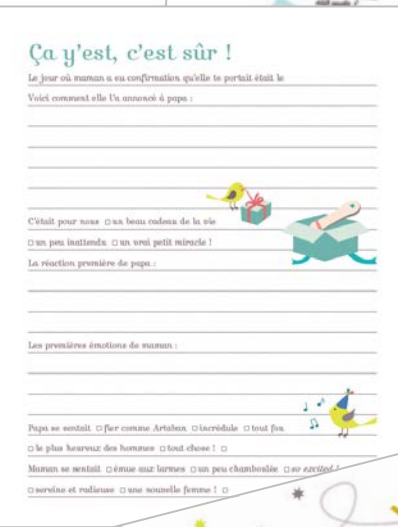 Ça y'est, c'est sûr !
Le jour où maman a eu confirmation qu'elle te portait était le
Voici comment elle l'a annoncé à papa :
C'était pour nous □ un beau cadeau de la vie
□ un peu inattendu □ un vrai petit miracle !
La réaction première de papa :
Les premières émotions de maman :
Papa se sentait □ fier comme Artaban □ incrédule □ tout fou
□ le plus heureux des hommes □ tout chose ! □
Maman se sentait □ émue aux larmes □ un peu chamboulée □ so excited !
□ sereine et radieuse □ une nouvelle femme ! □